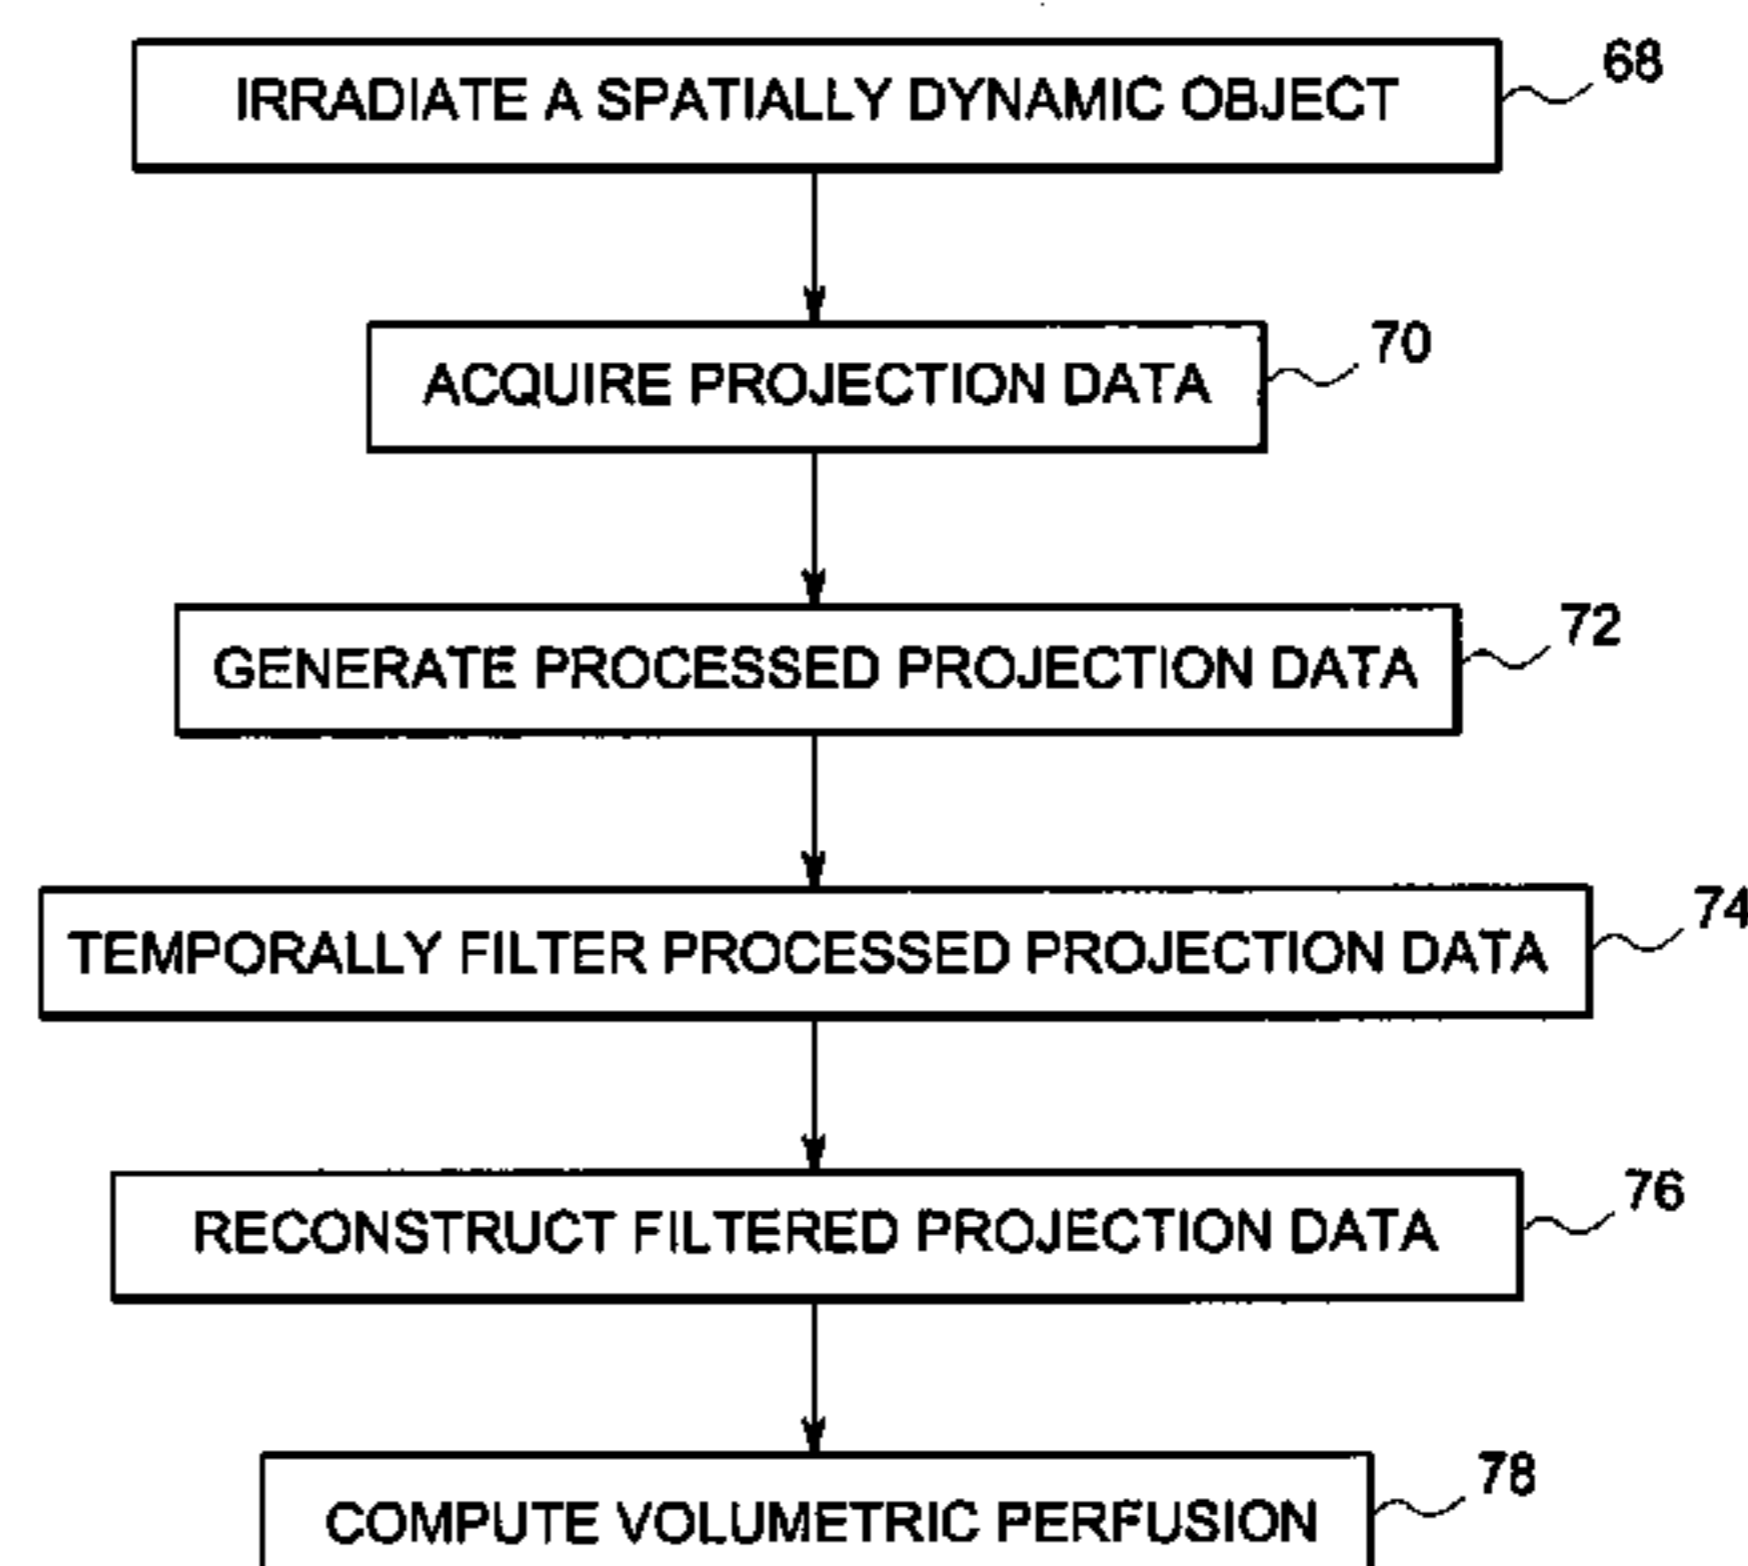 IRRADIATE A SPATIALLY DYNAMIC OBJECT
68
ACQUIRE PROJECTION DATA
70
GENERATE PROCESSED PROJECTION DATA
72
TEMPORALLY FILTER PROCESSED PROJECTION DATA
74
RECONSTRUCT FILTERED PROJECTION DATA
76
COMPUTE VOLUMETRIC PERFUSION
78